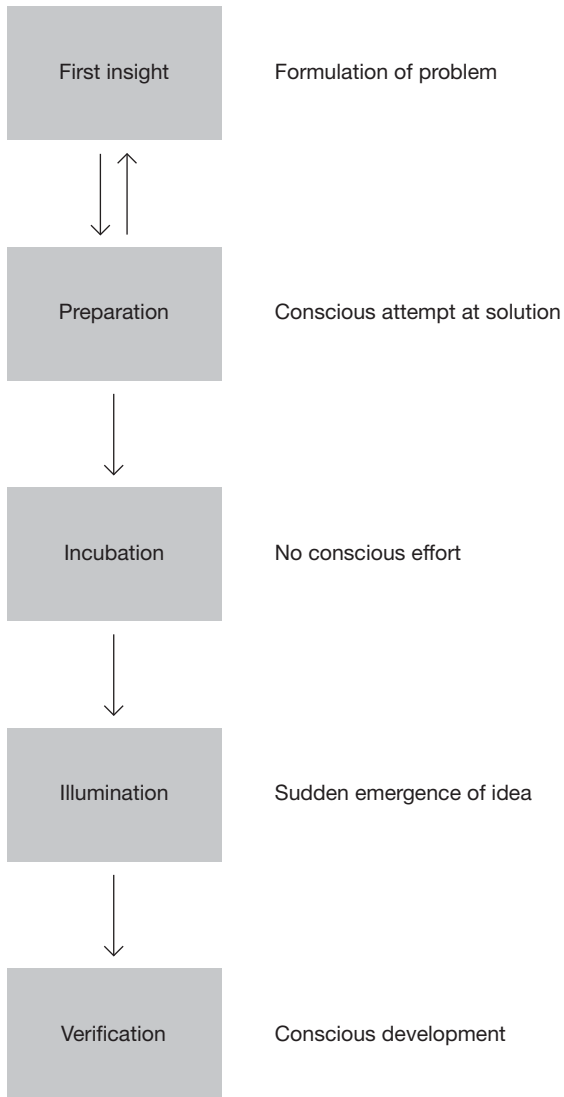 First insight
Formulation of problem
Preparation
Conscious attempt at solution
Incubation
No conscious effort
Illumination
Sudden emergence of idea
Verification
Conscious development